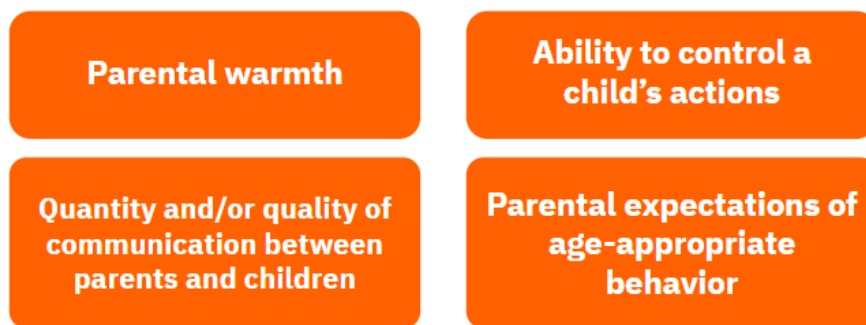 Parental warmth
Ability to control a
child’s actions
Quantity and/or quality of
communication between
parents and children
Parental expectations of
age-appropriate
behavior